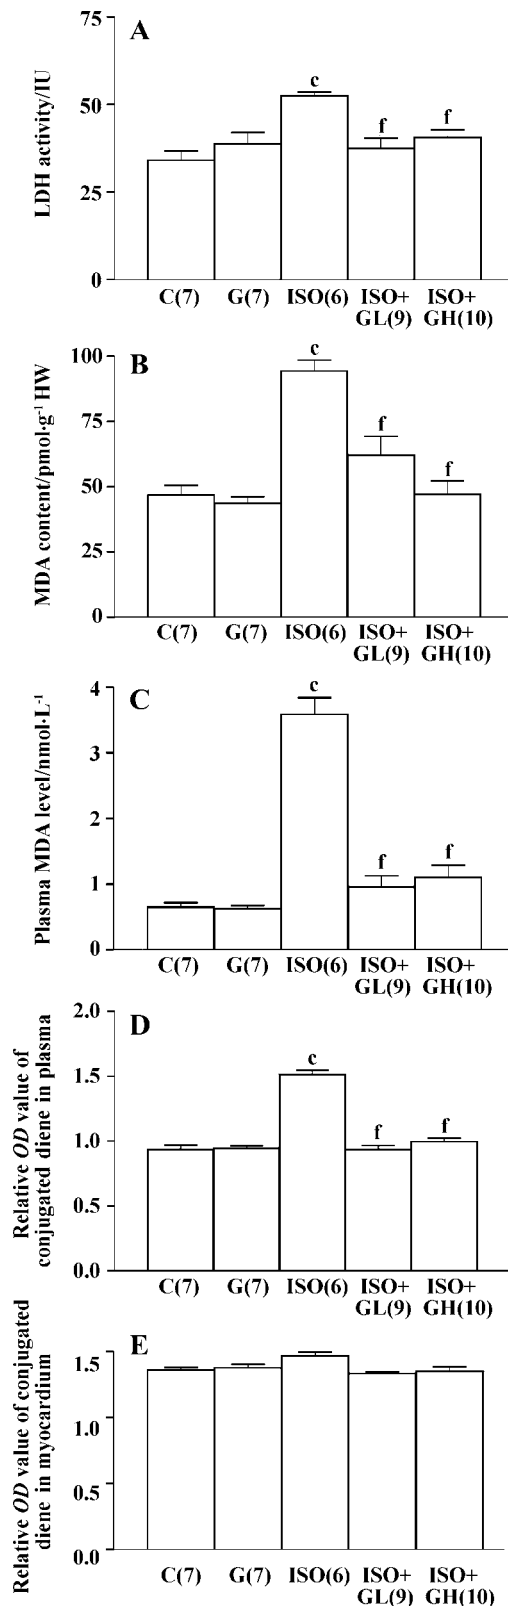 A
LDH activity/IU
75
50
25
0
c
f
f
C(7) G(7) ISO(6) ISO+ ISO+
GL(9) GH(10)
B
MDA content/pmol·g⁻¹ HW
100
75
50
25
0
c
f
f
C(7) G(7) ISO(6) ISO+ ISO+
GL(9) GH(10)
C
Plasma MDA level/nmol·L⁻¹
4
3
2
1
0
c
f
f
C(7) G(7) ISO(6) ISO+ ISO+
GL(9) GH(10)
D
Relative OD value of
conjugated diene in plasma
2.0
1.5
1.0
0.5
0.0
c
f
f
C(7) G(7) ISO(6) ISO+ ISO+
GL(9) GH(10)
E
Relative OD value of conjugated
diene in myocardium
1.5
1.0
0.5
0.0
C(7) G(7) ISO(6) ISO+ ISO+
GL(9) GH(10)